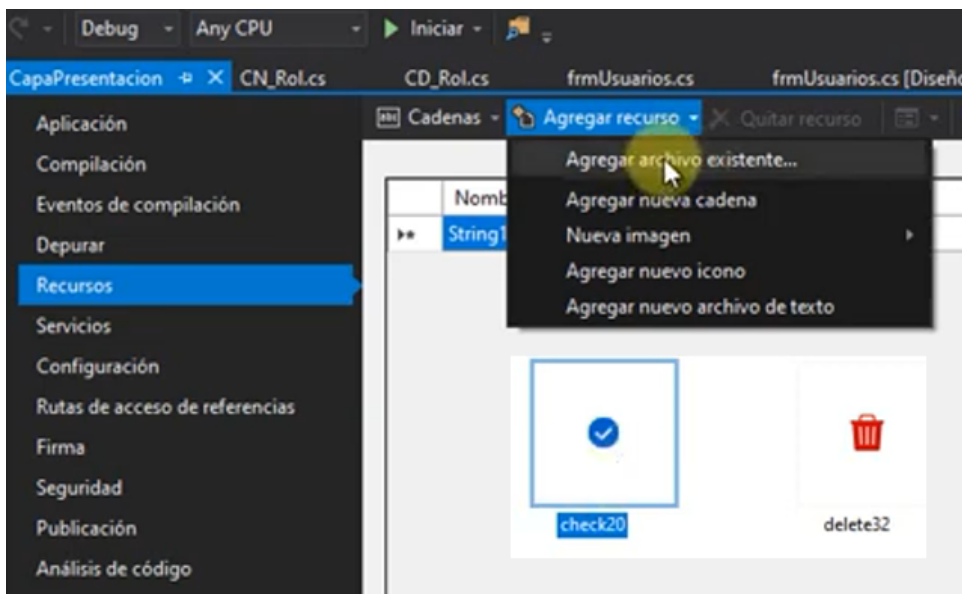 Debug Any CPU Iniciar
CapaPresentacion CN_Rol.cs CD_Rol.cs frmUsuarios.cs frmUsuarios.cs [Diseño
Aplicación
Compilación
Eventos de compilación
Depurar
Recursos
Servicios
Configuración
Rutas de acceso de referencias
Firma
Seguridad
Publicación
Análisis de código
abc Cadenas Agregar recurso Quitar recurso
Agregar archivo existente...
Agregar nueva cadena
Nueva imagen
Agregar nuevo icono
Agregar nuevo archivo de texto
Nomb
String1
check20 delete32